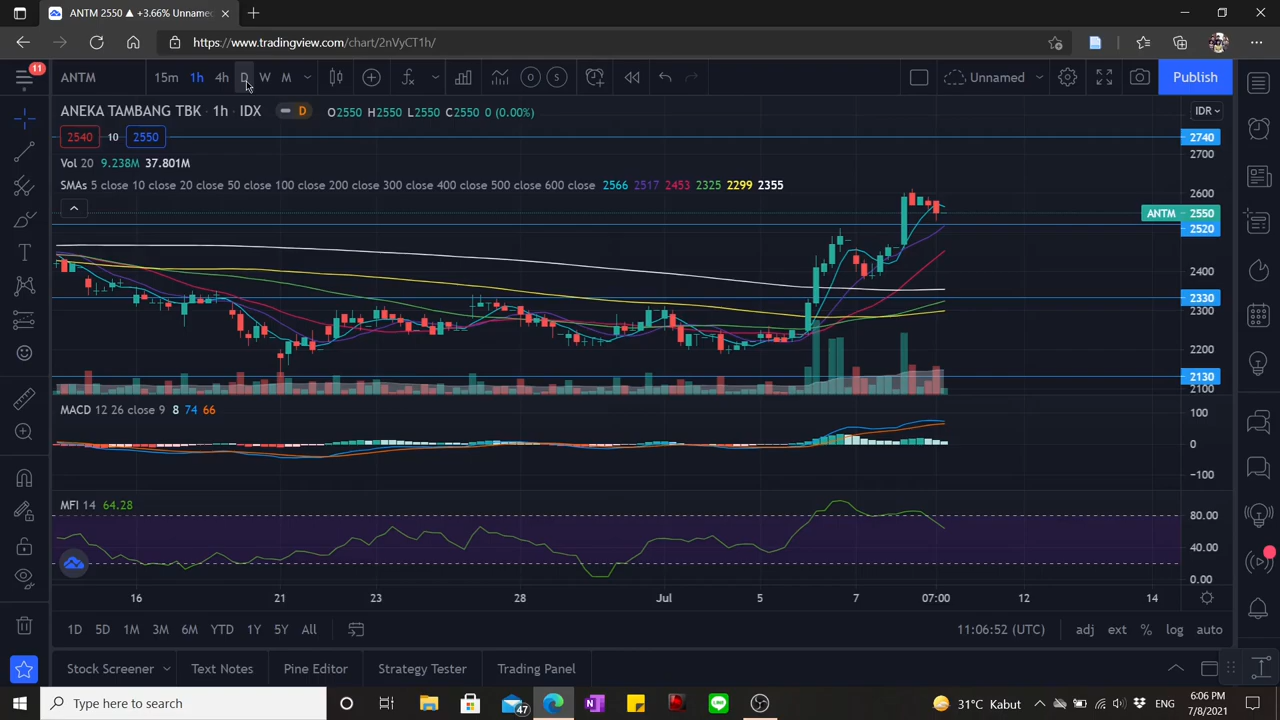 ANTM 2550 ▲ +3.66% Unname
https://www.tradingview.com/chart/2nVyCT1h/
11
ANTM
15m 1h 4h D W M
Unnamed
Publish
ANEKA TAMBANG TBK · 1h · IDX
D
O2550 H2550 L2550 C2550 0 (0.00%)
IDR
2540 10 2550
2740
2700
Vol 20 9.238M 37.801M
SMAs 5 close 10 close 20 close 50 close 100 close 200 close 300 close 400 close 500 close 600 close 2566 2517 2453 2325 2299 2355
2600
ANTM 2550
2520
2400
2330
2300
2200
2130
2100
MACD 12 26 close 9 8 74 66
100
0
−100
MFI 14 64.28
80.00
40.00
0.00
16 21 23 28 Jul 5 7 07:00 12 14
1D 5D 1M 3M 6M YTD 1Y 5Y All
11:06:52 (UTC)
adj ext % log auto
Stock Screener
Text Notes
Pine Editor
Strategy Tester
Trading Panel
Type here to search
47
31°C Kabut
ENG
6:06 PM
7/8/2021